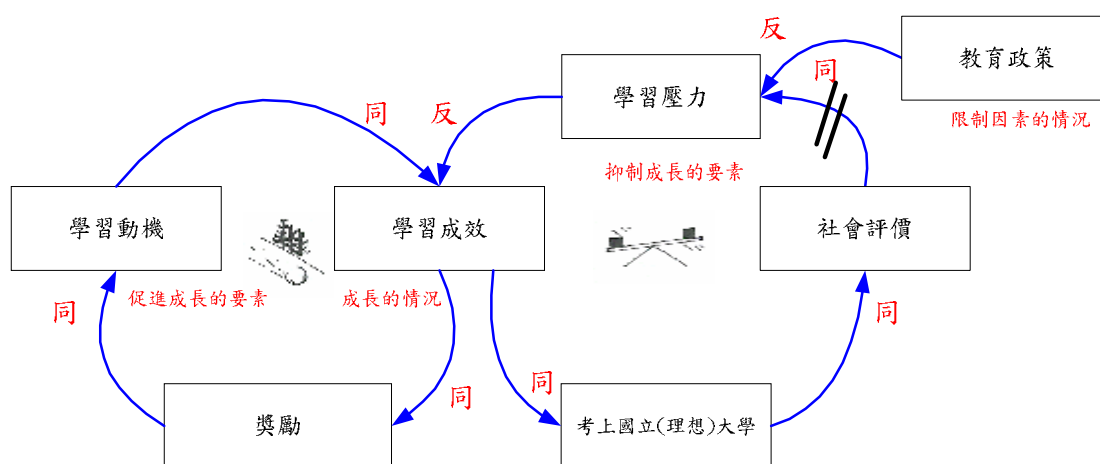 反
教育政策
同
學習壓力
限制因素的情況
同
反
抑制成長的要素
學習動機
學習成效
社會評價
促進成長的要素
成長的情況
同
同
同
同
獎勵
考上國立(理想)大學